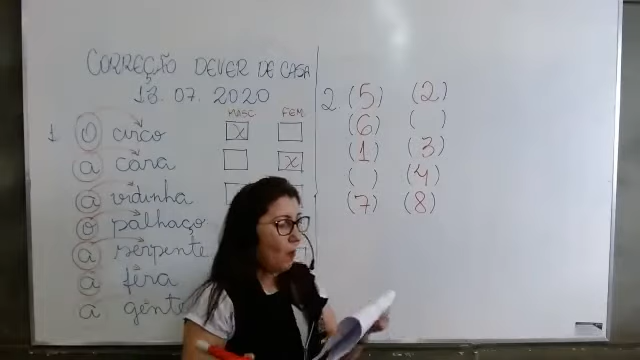 CORREÇÃO DEVER DE CASA
13.07.2020
MASC FEM
1 o circo X
a cara X
a vidinha
o palhaço
a serpente
a fera
a gente
2. (5) (2)
(6) ( )
(1) (3)
( ) (4)
(7) (8)